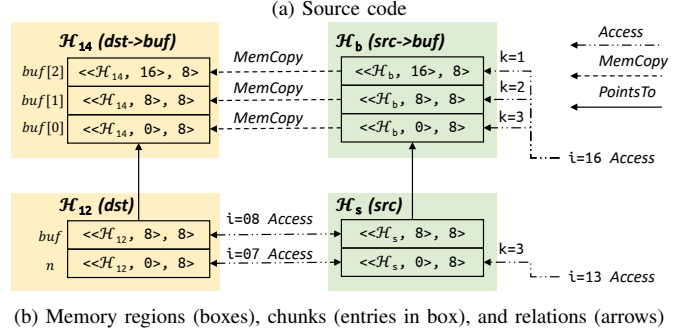 (a) Source code
ℋ14 (dst->buf)
ℋb (src->buf)
Access
MemCopy
PointsTo
buf[2] <<ℋ14, 16>, 8> MemCopy <<ℋb, 16>, 8> k=1
buf[1] <<ℋ14, 8>, 8> MemCopy <<ℋb, 8>, 8> k=2
buf[0] <<ℋ14, 0>, 8> MemCopy <<ℋb, 0>, 8> k=3
i=16 Access
ℋ12 (dst)
ℋs (src)
buf <<ℋ12, 8>, 8> i=08 Access <<ℋs, 8>, 8>
n <<ℋ12, 0>, 8> i=07 Access <<ℋs, 0>, 8> k=3
i=13 Access
(b) Memory regions (boxes), chunks (entries in box), and relations (arrows)